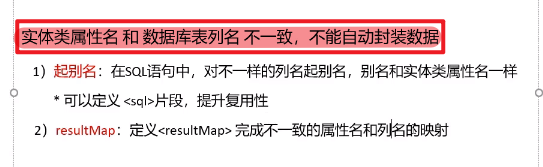 实体类属性名 和 数据库表列名 不一致，不能自动封装数据
1）起别名：在SQL语句中，对不一样的列名起别名，别名和实体类属性名一样
* 可以定义 <sql>片段，提升复用性
2）resultMap：定义<resultMap> 完成不一致的属性名和列名的映射